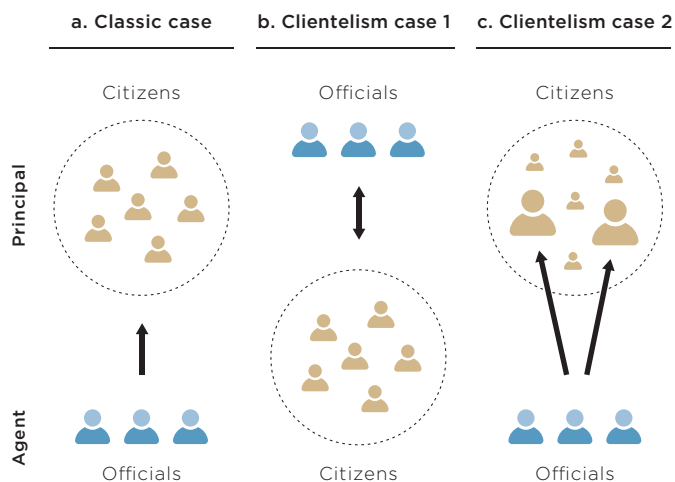 a. Classic case
b. Clientelism case 1
c. Clientelism case 2
Citizens
Officials
Citizens
Principal
Agent
Officials
Citizens
Officials